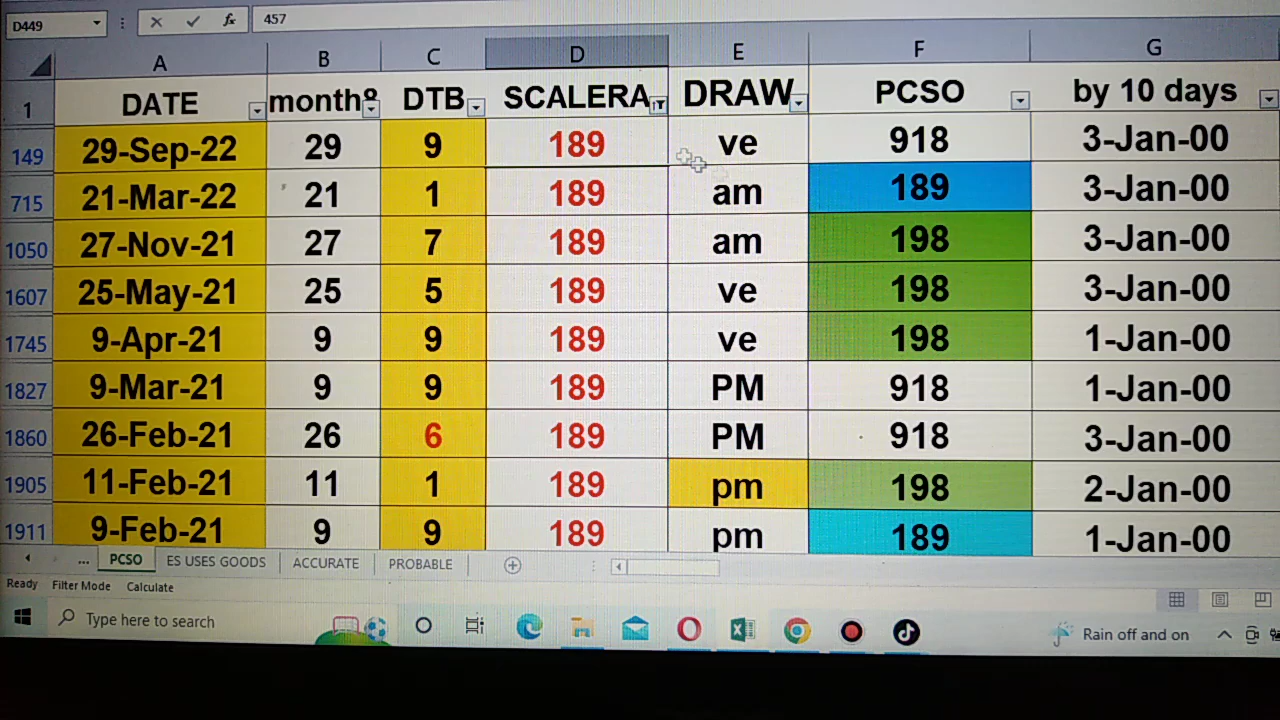 D449 fx 457
A B C D E F G
1 DATE month DTB SCALERA DRAW PCSO by 10 days
149 29-Sep-22 29 9 189 ve 918 3-Jan-00
715 21-Mar-22 21 1 189 am 189 3-Jan-00
1050 27-Nov-21 27 7 189 am 198 3-Jan-00
1607 25-May-21 25 5 189 ve 198 3-Jan-00
1745 9-Apr-21 9 9 189 ve 198 1-Jan-00
1827 9-Mar-21 9 9 189 PM 918 1-Jan-00
1860 26-Feb-21 26 6 189 PM 918 3-Jan-00
1905 11-Feb-21 11 1 189 pm 198 2-Jan-00
1911 9-Feb-21 9 9 189 pm 189 1-Jan-00
... PCSO ES USES GOODS ACCURATE PROBABLE
Ready Filter Mode Calculate
Type here to search Rain off and on